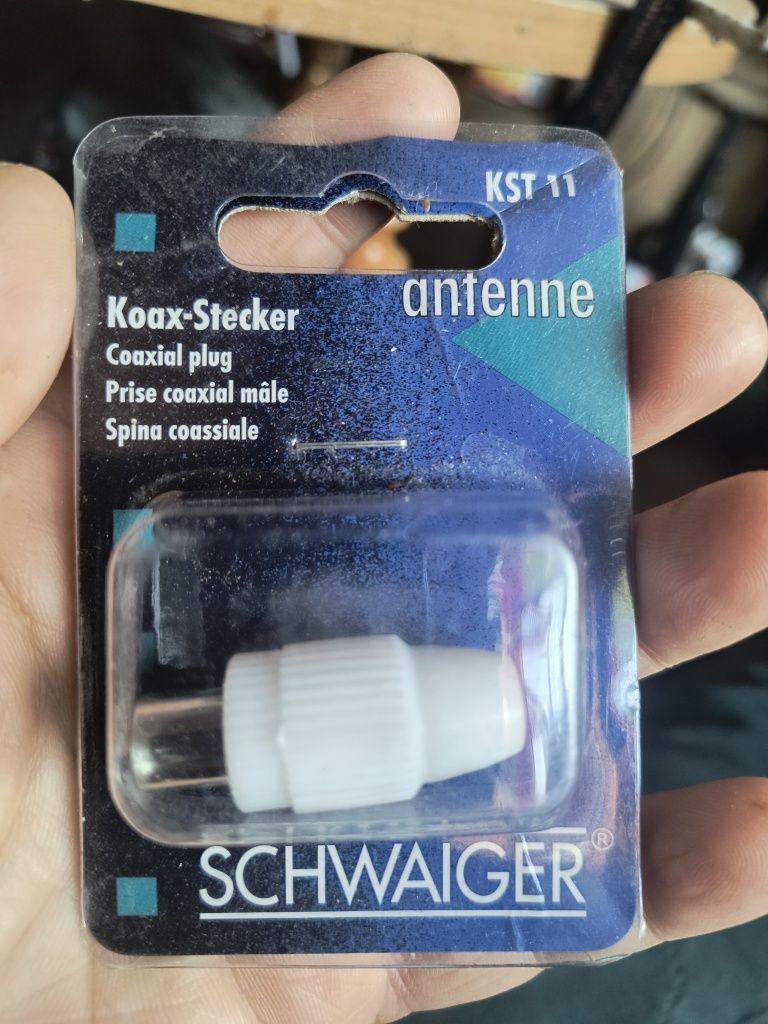 KST 11
antenne
Koax-Stecker
Coaxial plug
Prise coaxial mâle
Spina coassiale
SCHWAIGER®